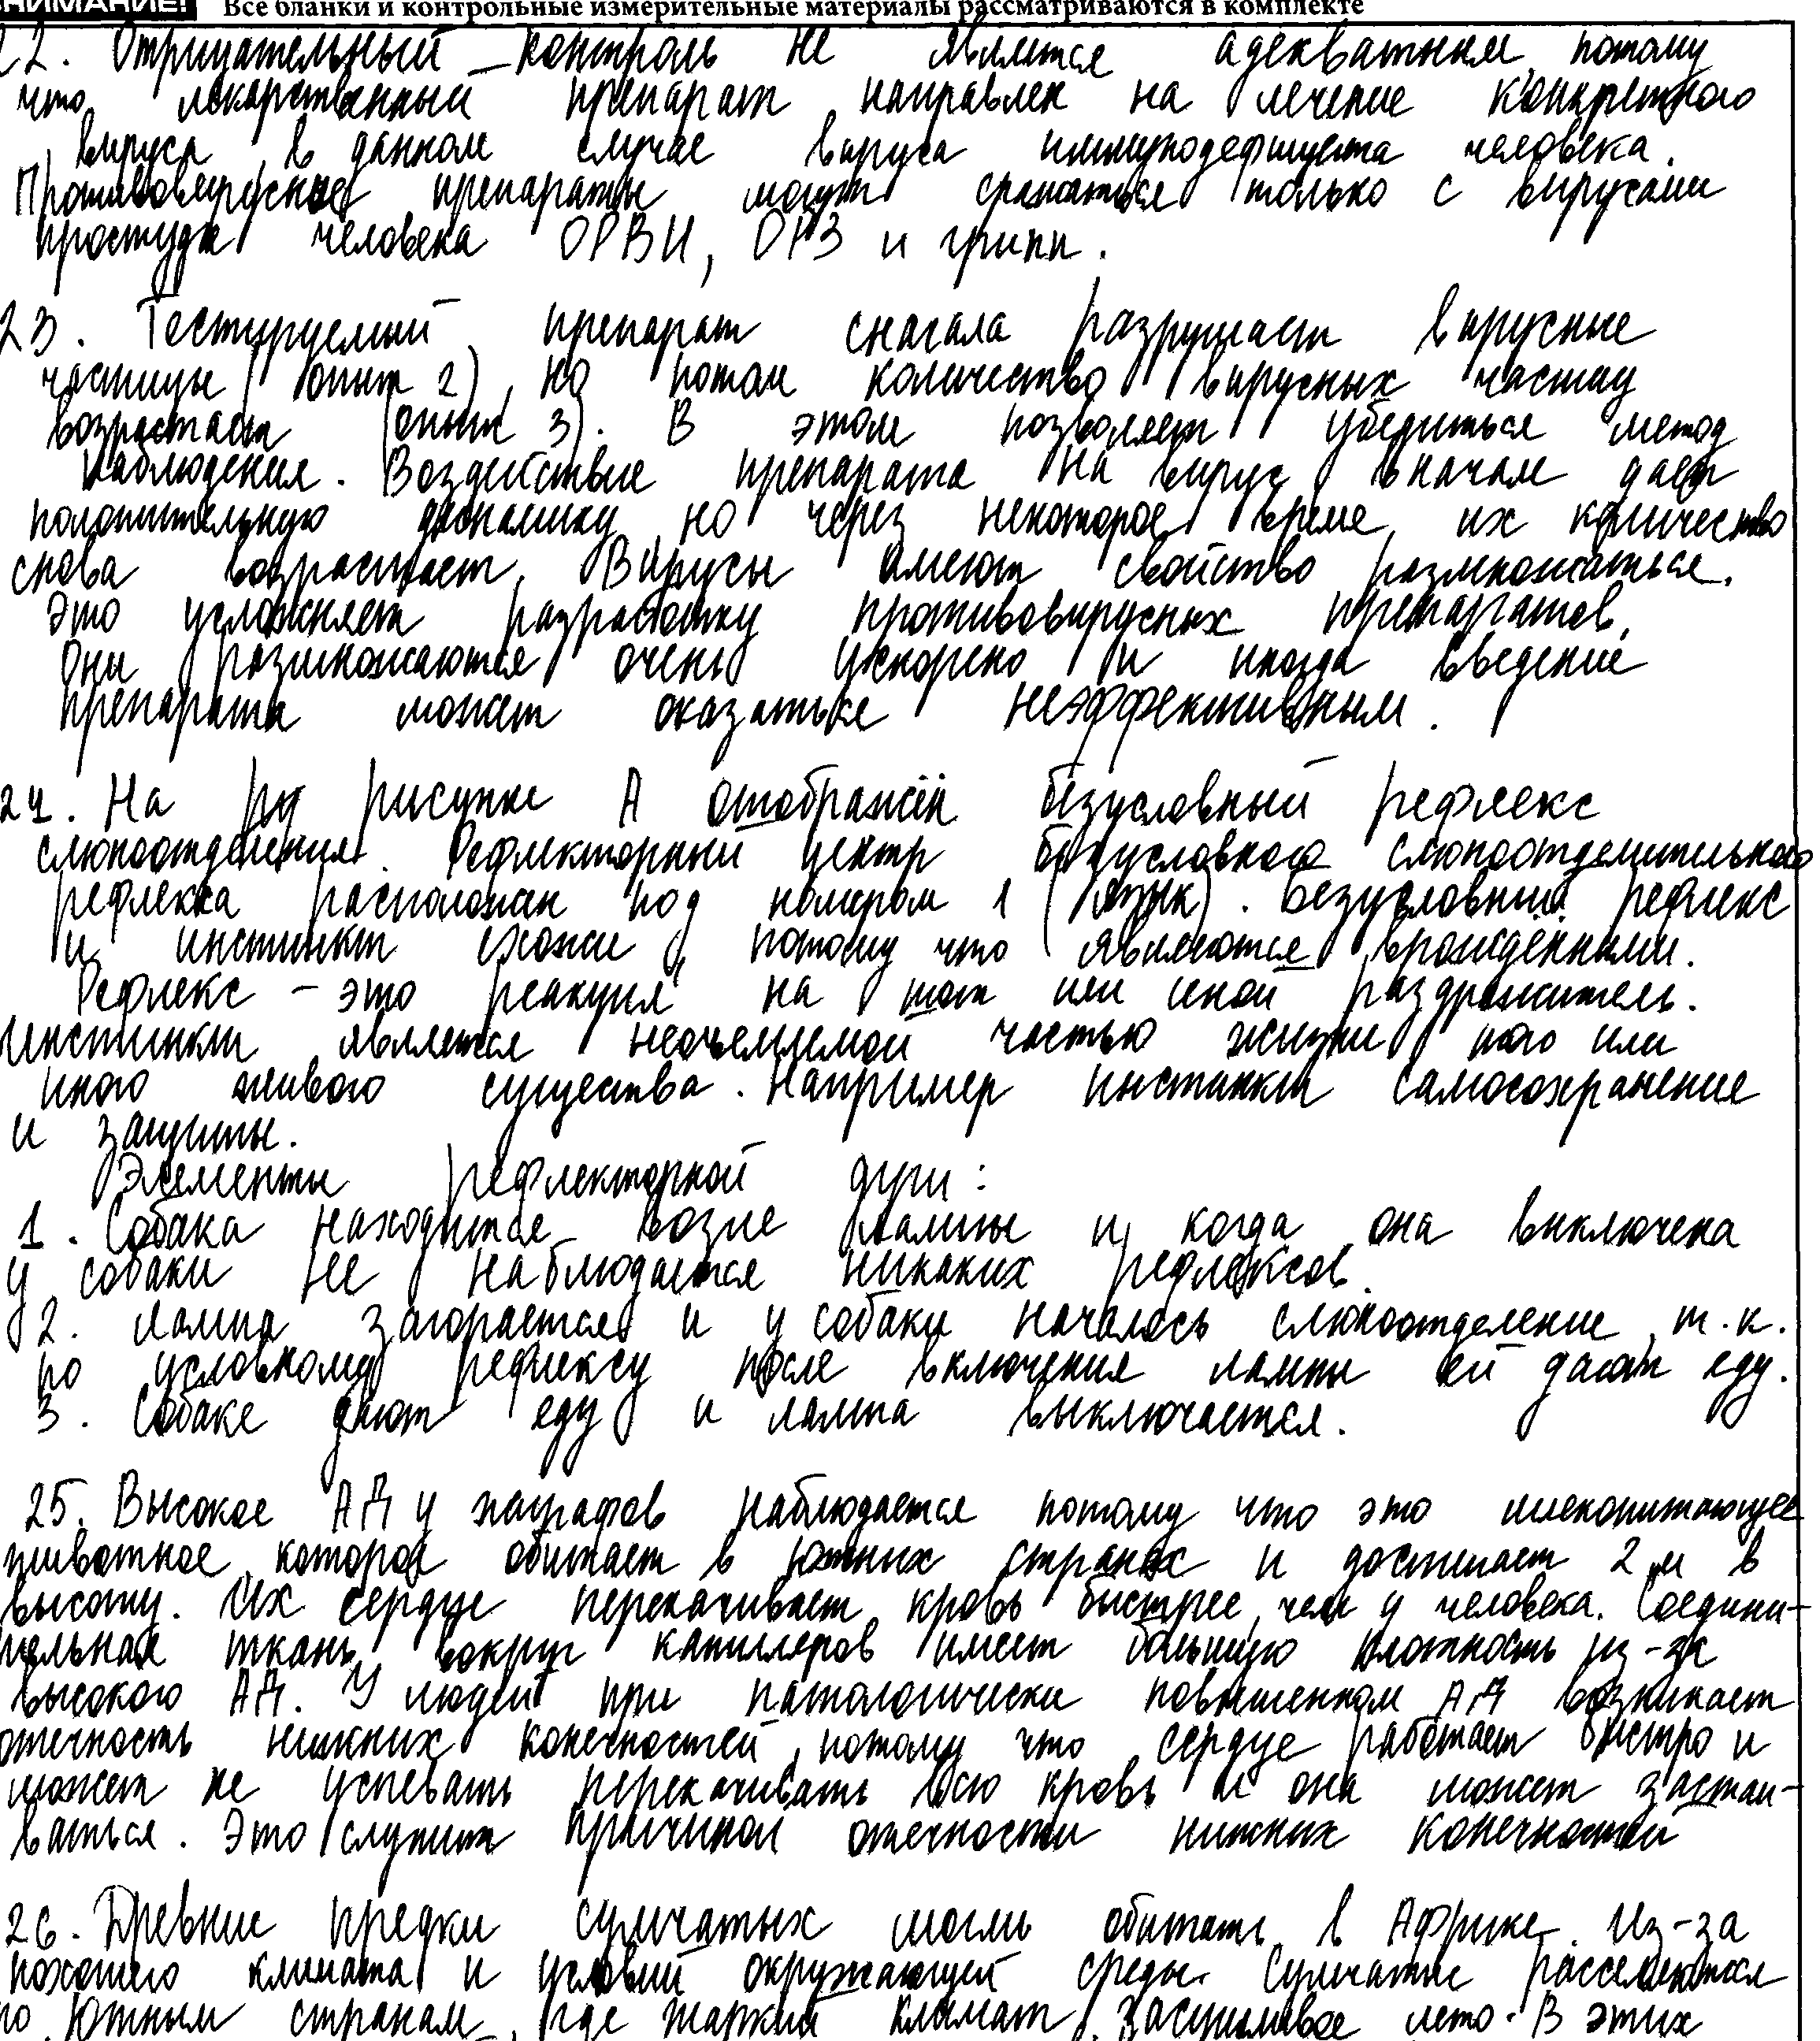 ВНИМАНИЕ! Все бланки и контрольные измерительные материалы рассматриваются в комплекте
22. Отрицательный контроль не является адекватным, потому
что лекарственный препарат направлен на лечение конкретного
вируса, в данном случае вируса иммунодефицита человека.
Противовирусные препараты могут сражаться только с вирусами
простуды человека ОРВИ, ОРЗ и грипп.
23. Тестируемый препарат сначала разрушает вирусные
частицы (опыт 2), но потом количество вирусных частиц
возрастает (опыт 3). В этом позволяет убедиться метод
наблюдения. Воздействие препарата на вирус вначале дает
положительную динамику, но через некоторое время, их количество
снова возрастает. Вирусы имеют свойство размножаться.
Это усложняет разработку противовирусных препаратов.
Они размножаются очень ускорено и иногда введение
препарата может оказаться неэффективным.
24. На рисунке А отображён безусловный рефлекс
слюноотделения. Рефлекторный центр безусловного слюноотделительного
рефлекса расположен под номером 1 (язык). Безусловный рефлекс
и инстинкт схожи, потому что являются врожденными.
Рефлекс - это реакция на тот или иной раздражитель.
Инстинкт является неотъемлемой частью жизни того или
иного живого существа. Например инстинкт самосохранение
и защиты.
Элементы рефлекторной дуги:
1. Собака находится возле лампы и, когда она выключена
у собаки не наблюдается никаких рефлексов.
2. Лампа загорается и у собаки началось слюноотделение, т.к.
по условному рефлексу после включения лампы ей дают еду.
3. Собаке дают еду и лампа выключается.
25. Высокое АД у жирафов наблюдается потому что это млекопитающее
животное, которое обитает в южных странах и достигает 2 м в
высоту. Их сердце перекачивает кровь быстрее, чем у человека. Соедини-
тельная ткань вокруг капилляров имеет большую плотность из-за
высокого АД. У людей при патологически повышенном АД возникает
отечность нижних конечностей, потому что сердце работает быстро и
может не успевать перекачивать всю кровь и она может застаи-
ваться. Это служит причиной отечности нижних конечностей
26. Древние предки сумчатых могли обитать в Африке. Из-за
похожего климата и условий окружающей среды. Сумчатые расселяются
по Южным странам, где жаркий климат, засушливое лето. В этих